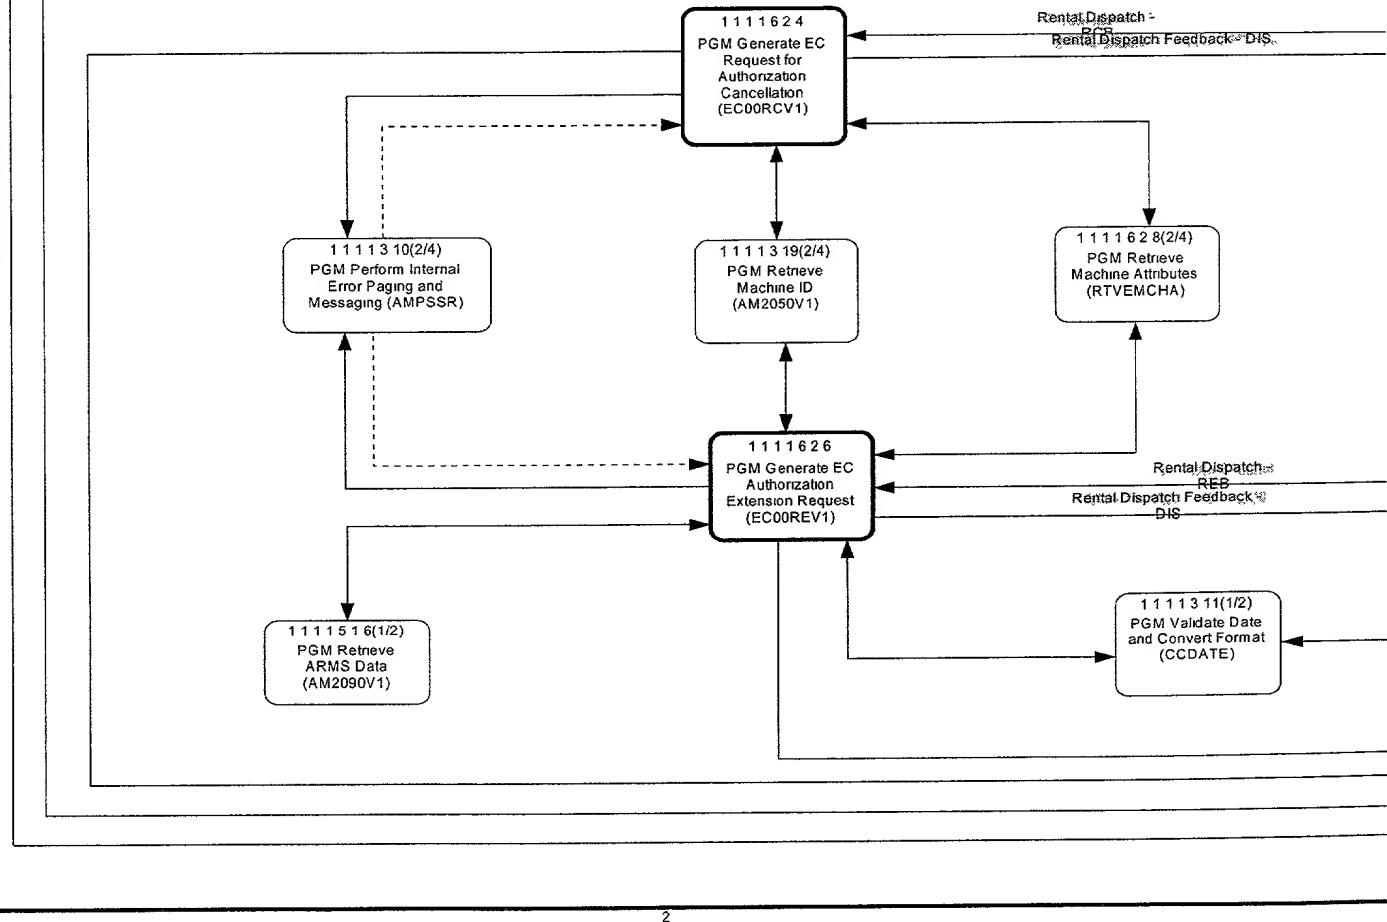 1 1 1 1 6 2 4
PGM Generate EC
Request for
Authorization
Cancellation
(EC00RCV1)
Rental Dispatch -
RCB
Rental Dispatch Feedback - DIS
1 1 1 1 3 10(2/4)
PGM Perform Internal
Error Paging and
Messaging (AMPSSR)
1 1 1 1 3 19(2/4)
PGM Retrieve
Machine ID
(AM2050V1)
1 1 1 1 6 2 8(2/4)
PGM Retrieve
Machine Attributes
(RTVEMCHA)
1 1 1 1 6 2 6
PGM Generate EC
Authorization
Extension Request
(EC00REV1)
Rental Dispatch -
REB
Rental Dispatch Feedback -
DIS
1 1 1 1 5 1 6(1/2)
PGM Retrieve
ARMS Data
(AM2090V1)
1 1 1 1 3 11(1/2)
PGM Validate Date
and Convert Format
(CCDATE)
2